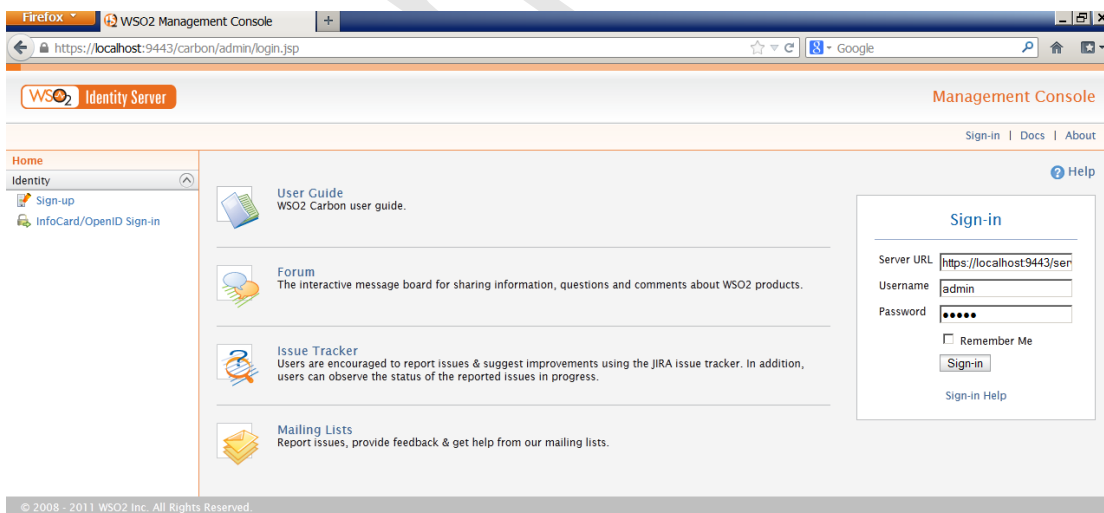 Firefox
WSO2 Management Console
https://localhost:9443/carbon/admin/login.jsp
Google
WSO2 Identity Server
Management Console
Sign-in | Docs | About
Home
Identity
Sign-up
InfoCard/OpenID Sign-in
Help
User Guide
WSO2 Carbon user guide.
Forum
The interactive message board for sharing information, questions and comments about WSO2 products.
Issue Tracker
Users are encouraged to report issues & suggest improvements using the JIRA issue tracker. In addition,
users can observe the status of the reported issues in progress.
Mailing Lists
Report issues, provide feedback & get help from our mailing lists.
Sign-in
Server URL https://localhost:9443/ser
Username admin
Password •••••
Remember Me
Sign-in
Sign-in Help
© 2008 - 2011 WSO2 Inc. All Rights Reserved.